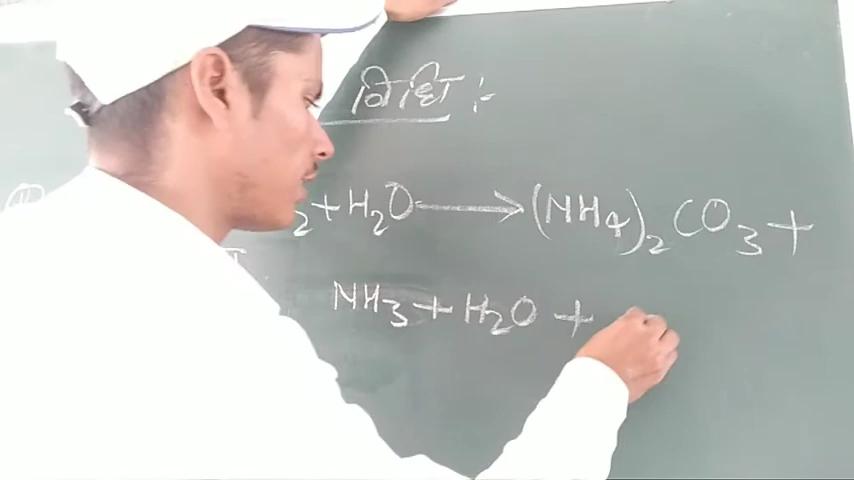 विधि :-
2 + H₂O ⟶ (NH₄)₂ CO₃ +
NH₃ + H₂O +